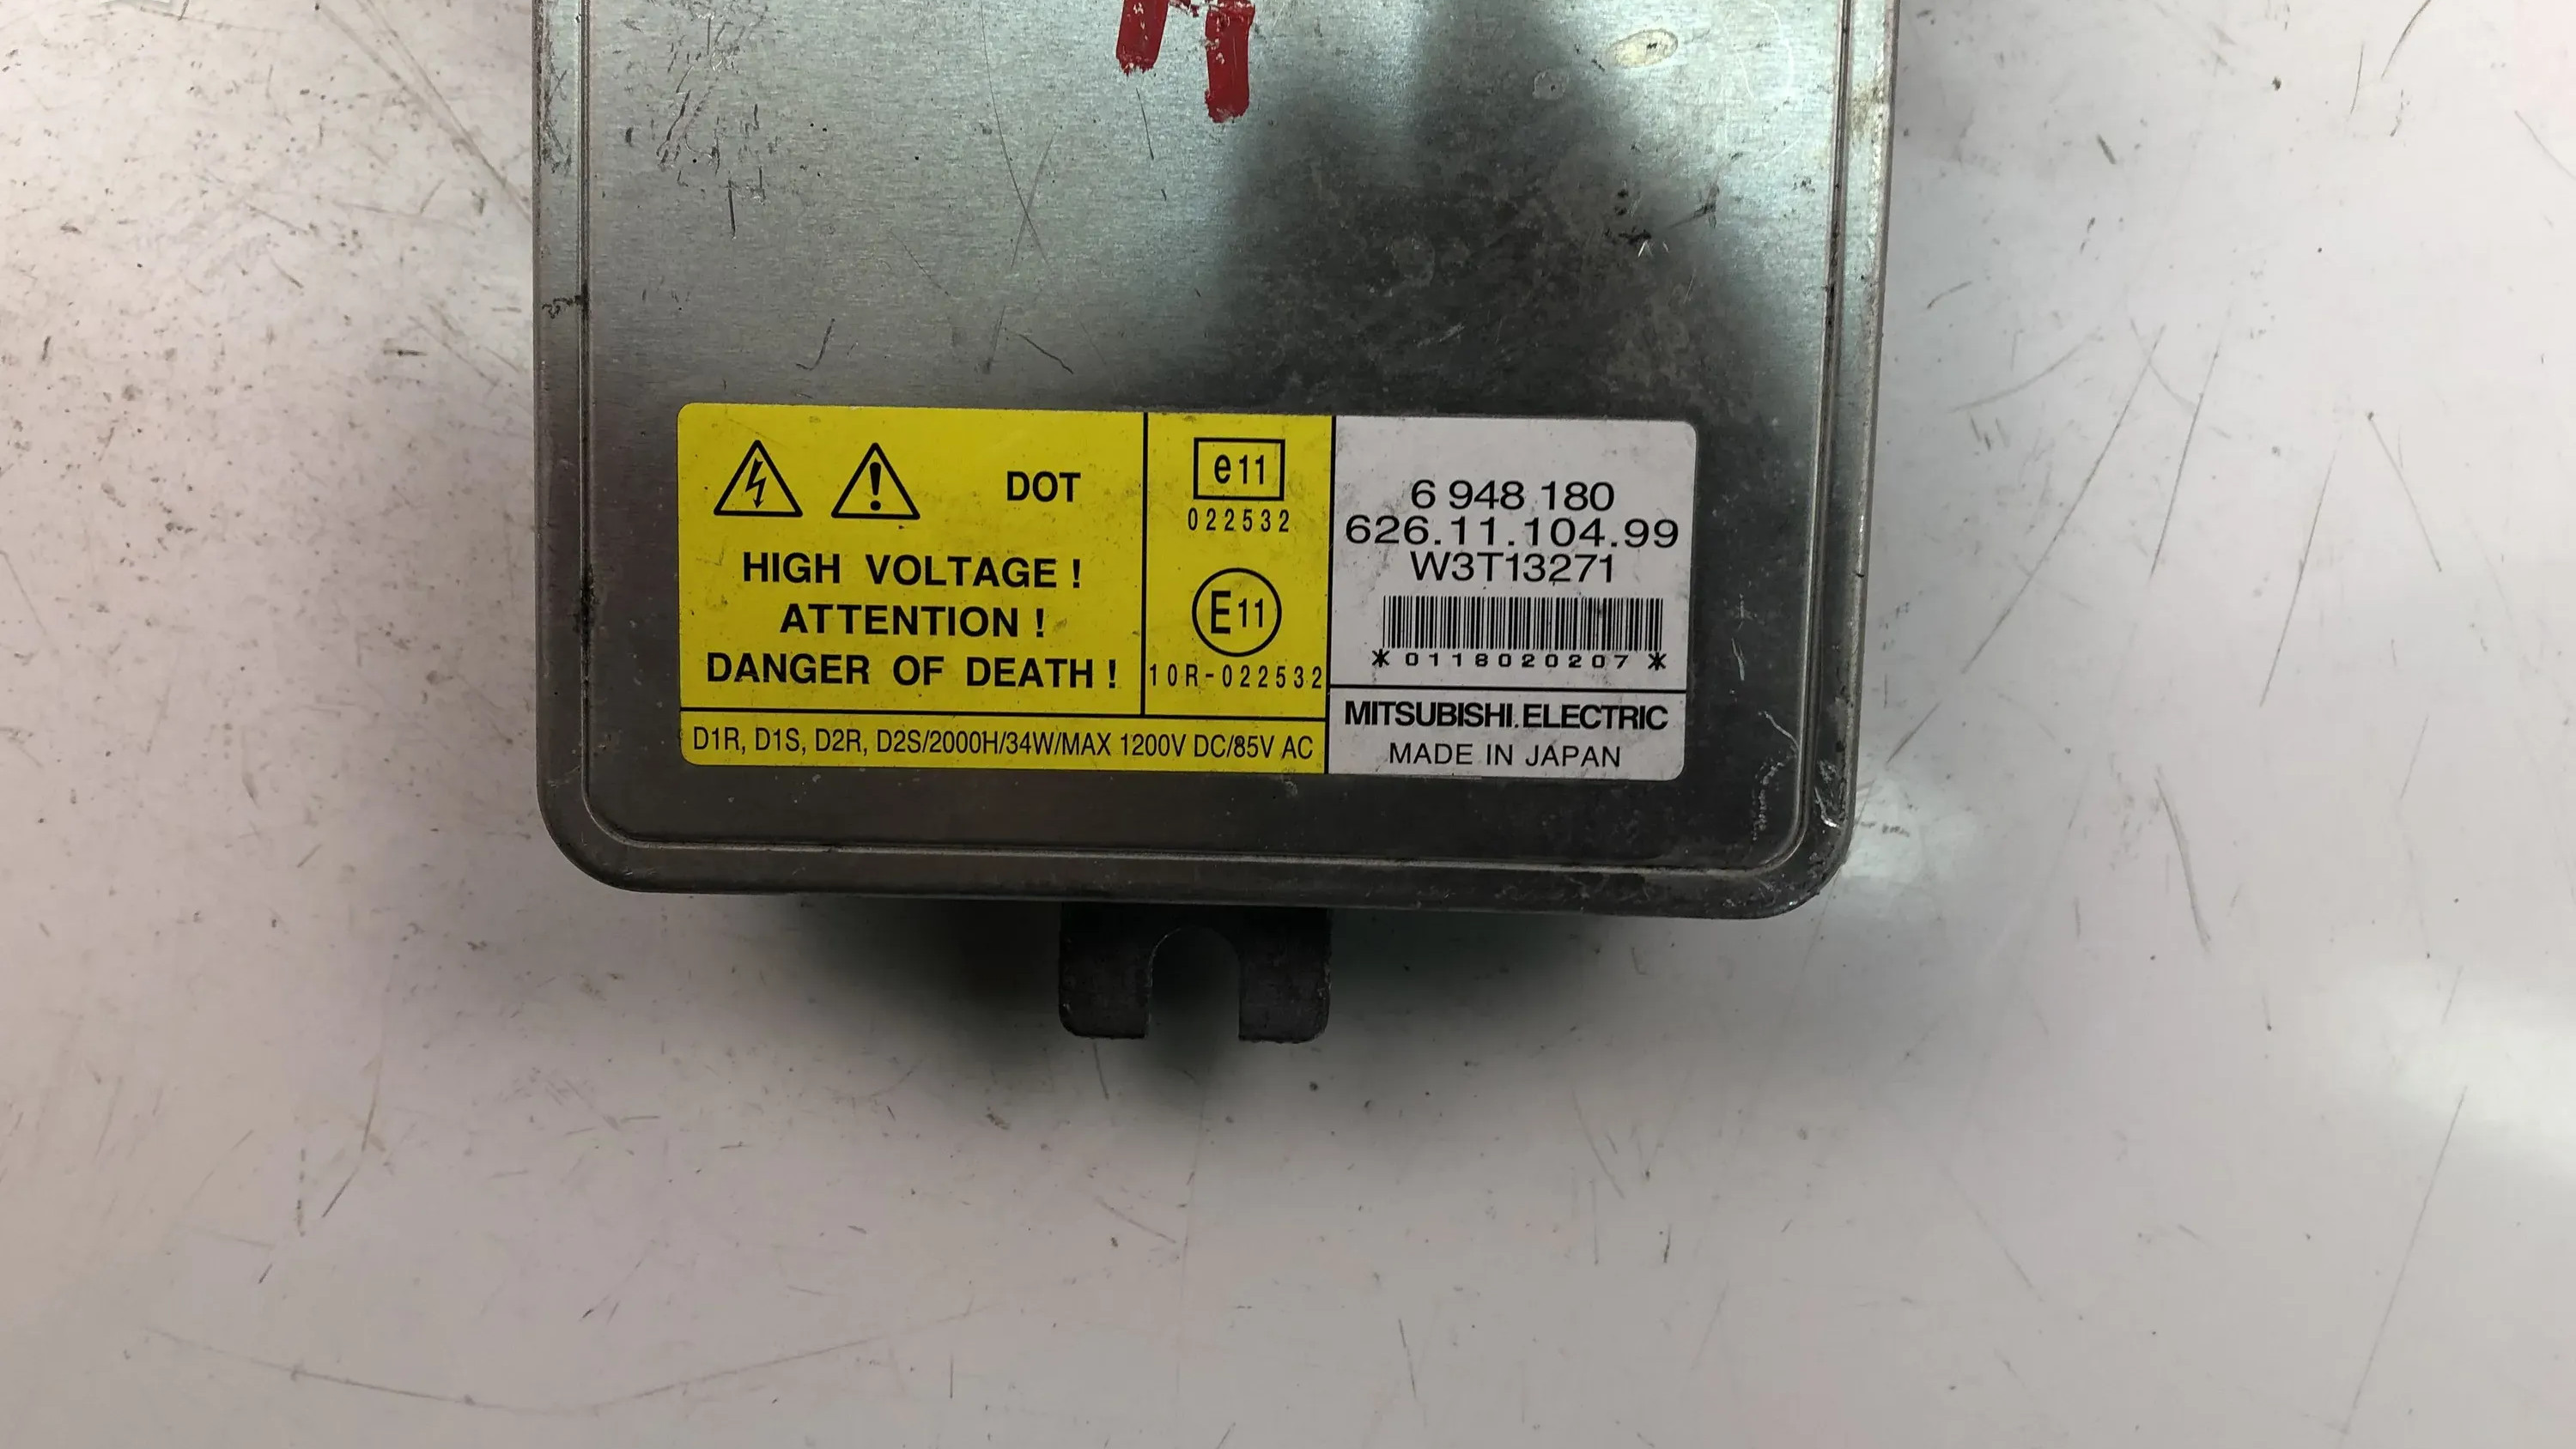 DOT
HIGH VOLTAGE !
ATTENTION !
DANGER OF DEATH !
D1R, D1S, D2R, D2S/2000H/34W/MAX 1200V DC/85V AC
e11
022532
E11
10R-022532
6 948 180
626.11.104.99
W3T13271
*0118020207*
MITSUBISHI ELECTRIC
MADE IN JAPAN